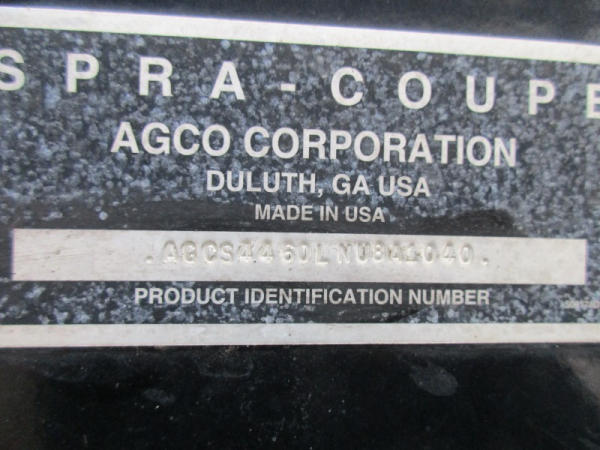 SPRA-COUPE
AGCO CORPORATION
DULUTH, GA USA
MADE IN USA
.AGCS4460LNU841040.
PRODUCT IDENTIFICATION NUMBER